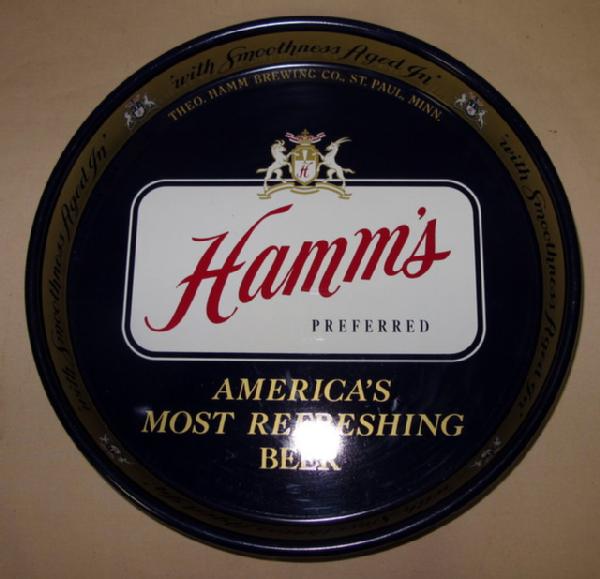 'with Smoothness Aged In'
THEO. HAMM BREWING CO., ST. PAUL, MINN.
'with Smoothness Aged In'
'with Smoothness Aged In'
H
Hamm's
PREFERRED
AMERICA'S
MOST REFRESHING
BEER